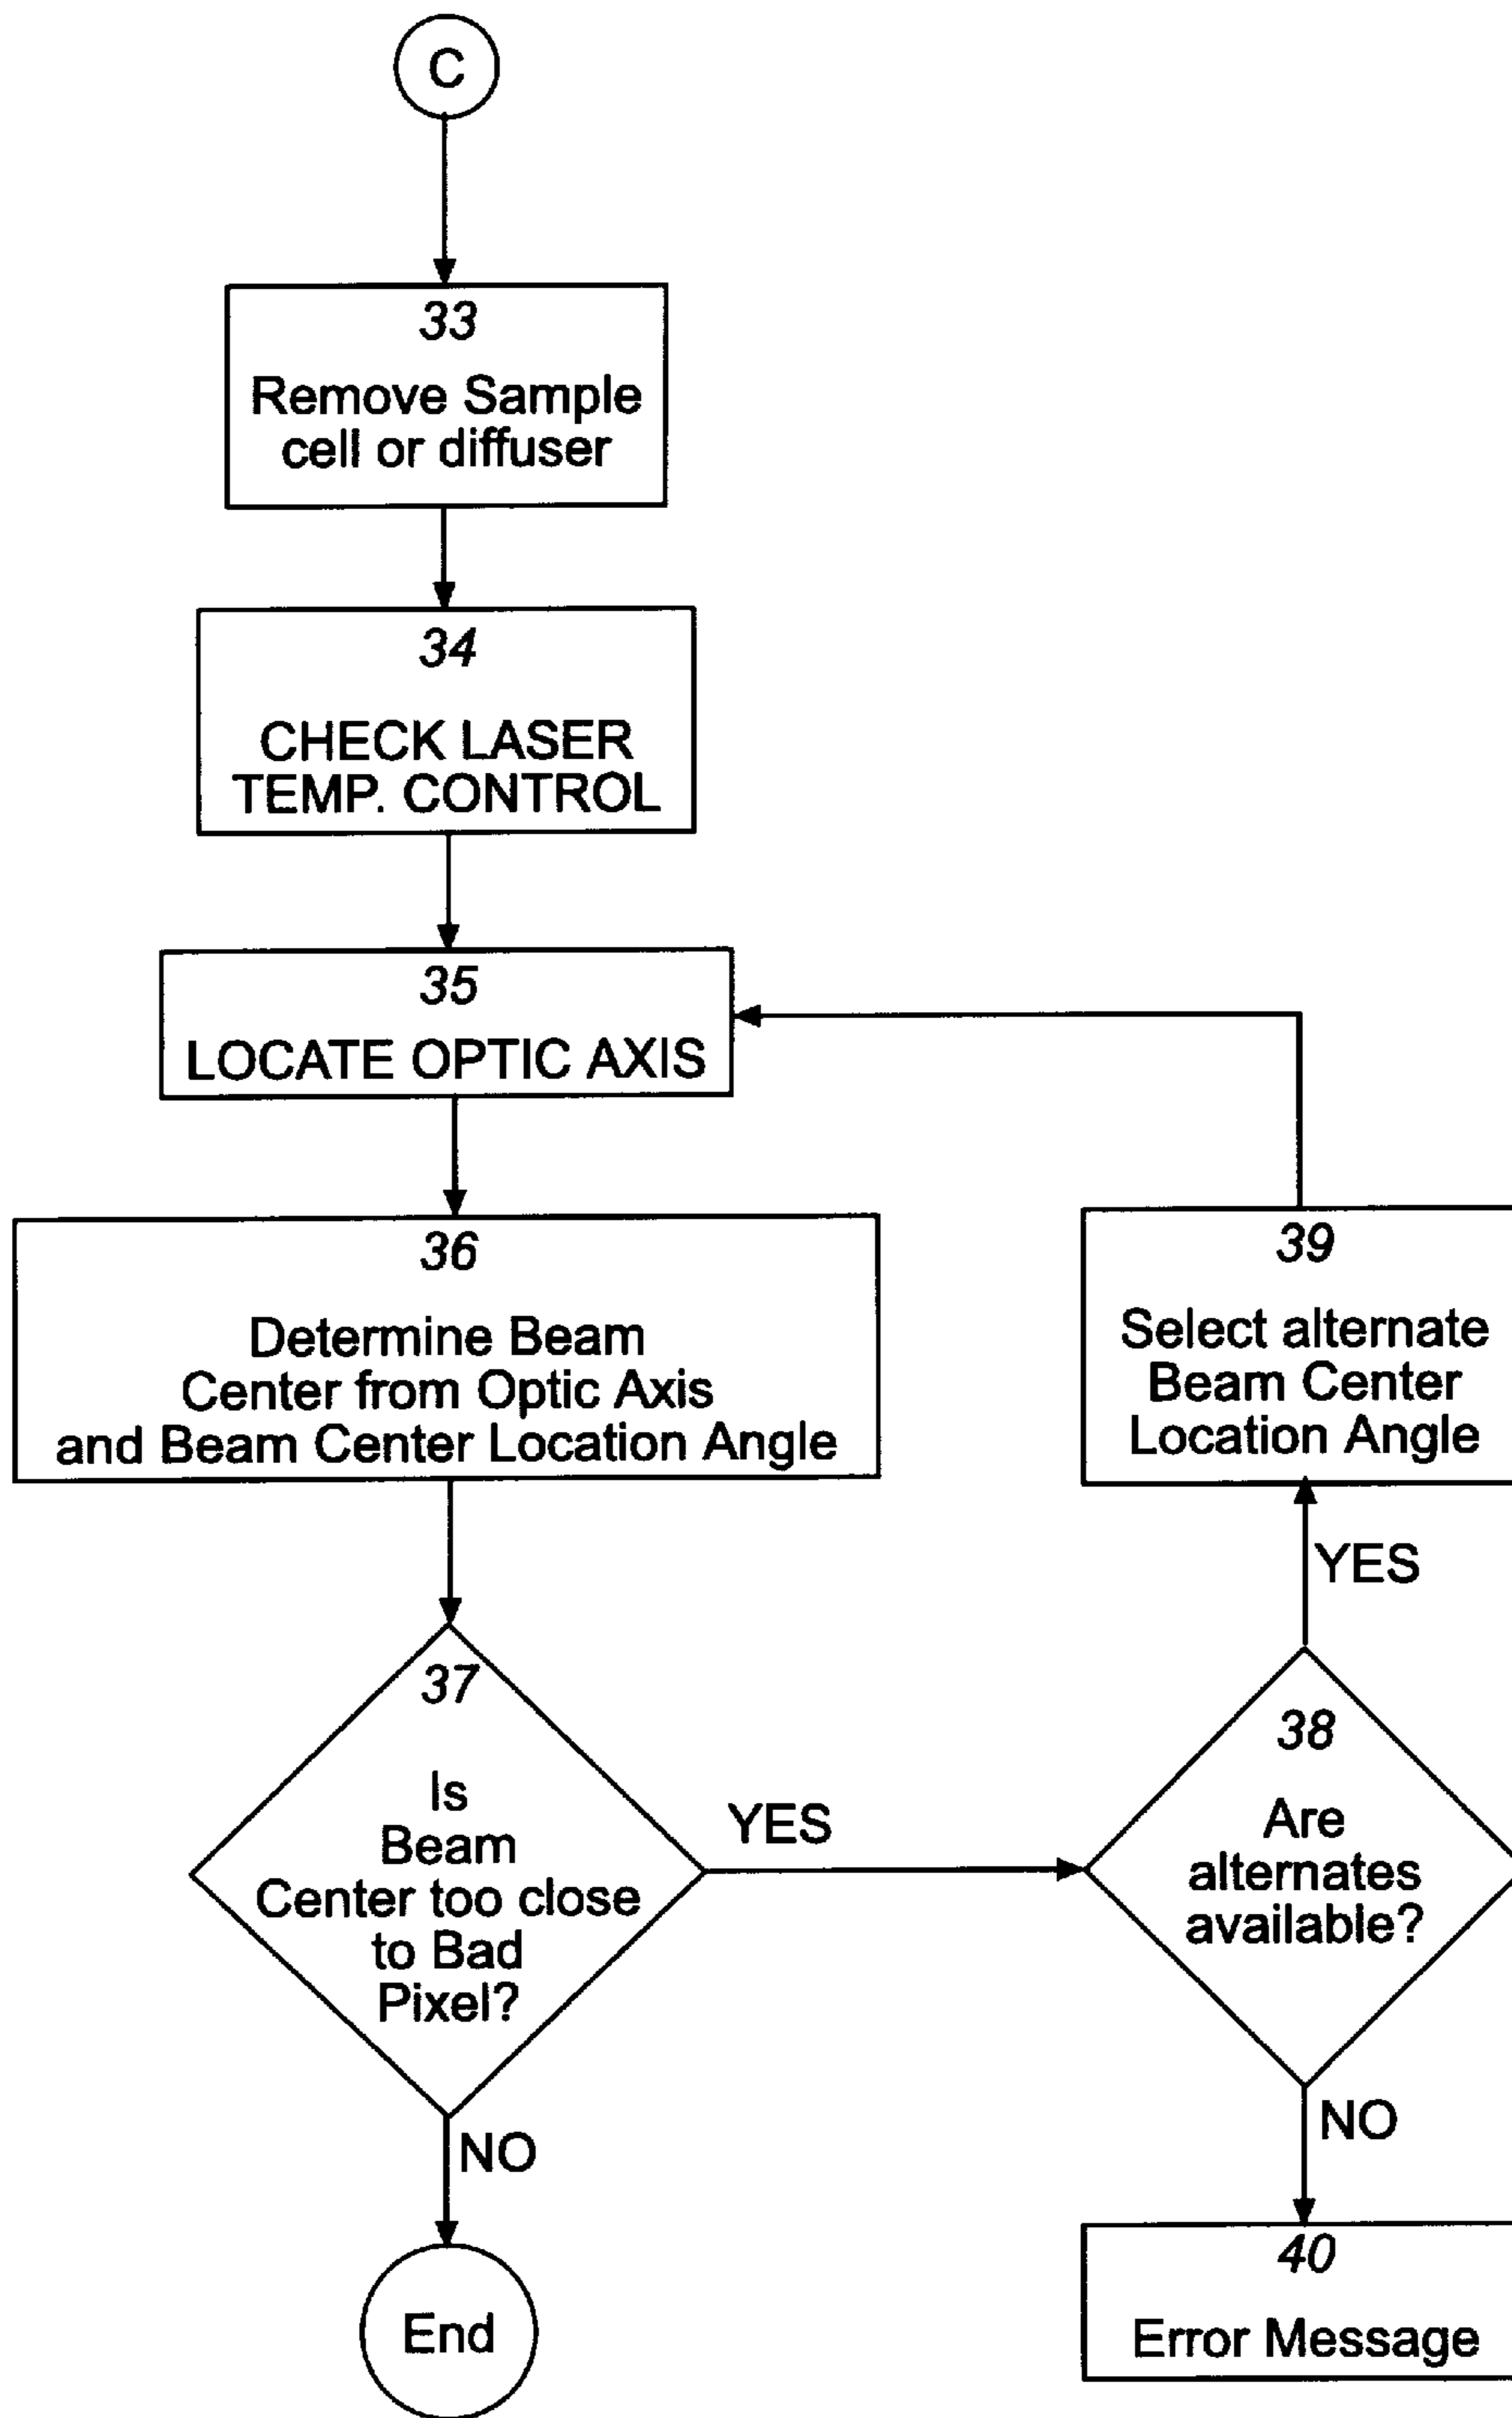 C
33
Remove Sample
cell or diffuser
34
CHECK LASER
TEMP. CONTROL
35
LOCATE OPTIC AXIS
36
Determine Beam
Center from Optic Axis
and Beam Center Location Angle
39
Select alternate
Beam Center
Location Angle
YES
37
Is
Beam
Center too close
to Bad
Pixel?
YES
38
Are
alternates
available?
NO
NO
End
40
Error Message